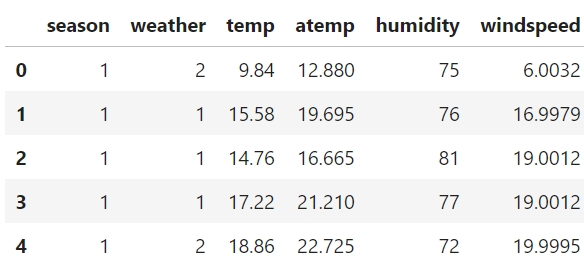 season weather temp atemp humidity windspeed
0 1 2 9.84 12.880 75 6.0032
1 1 1 15.58 19.695 76 16.9979
2 1 1 14.76 16.665 81 19.0012
3 1 1 17.22 21.210 77 19.0012
4 1 2 18.86 22.725 72 19.9995